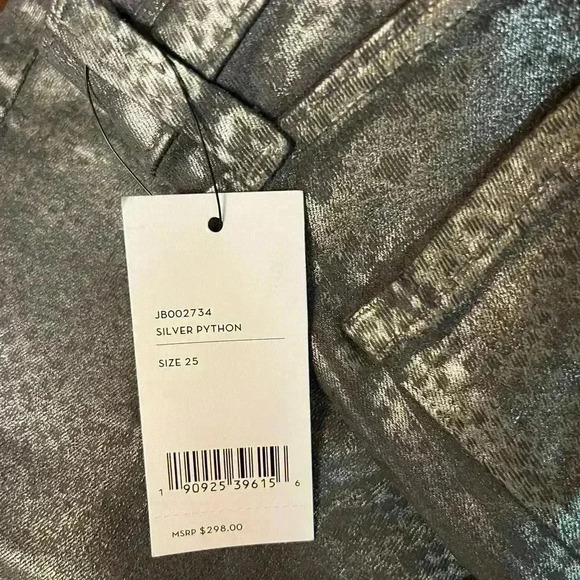 JB002734
SILVER PYTHON
SIZE 25
1 90925 39615 6
MSRP $298.00